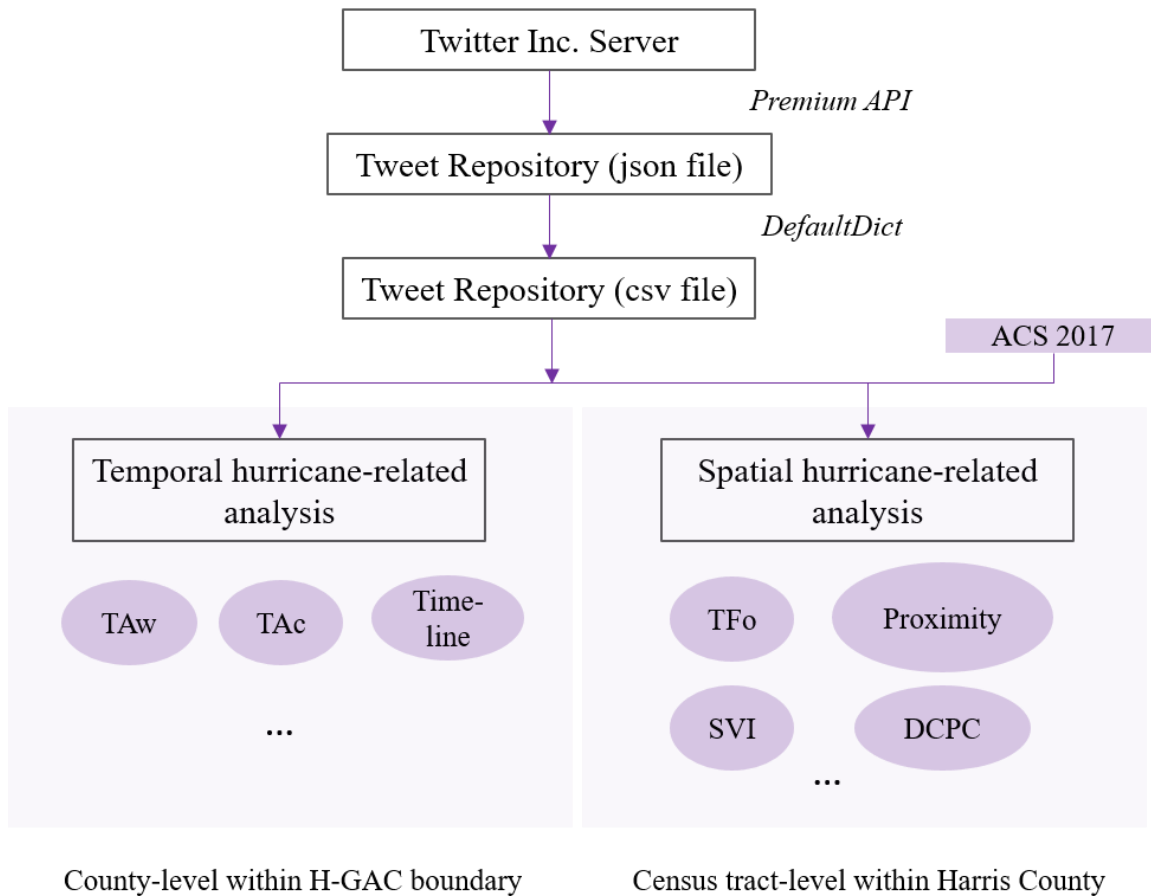 Twitter Inc. Server
Premium API
Tweet Repository (json file)
DefaultDict
Tweet Repository (csv file)
ACS 2017
Temporal hurricane-related
analysis
TAw
TAc
Time-
line
...
County-level within H-GAC boundary
Spatial hurricane-related
analysis
TFo
Proximity
SVI
DCPC
...
Census tract-level within Harris County